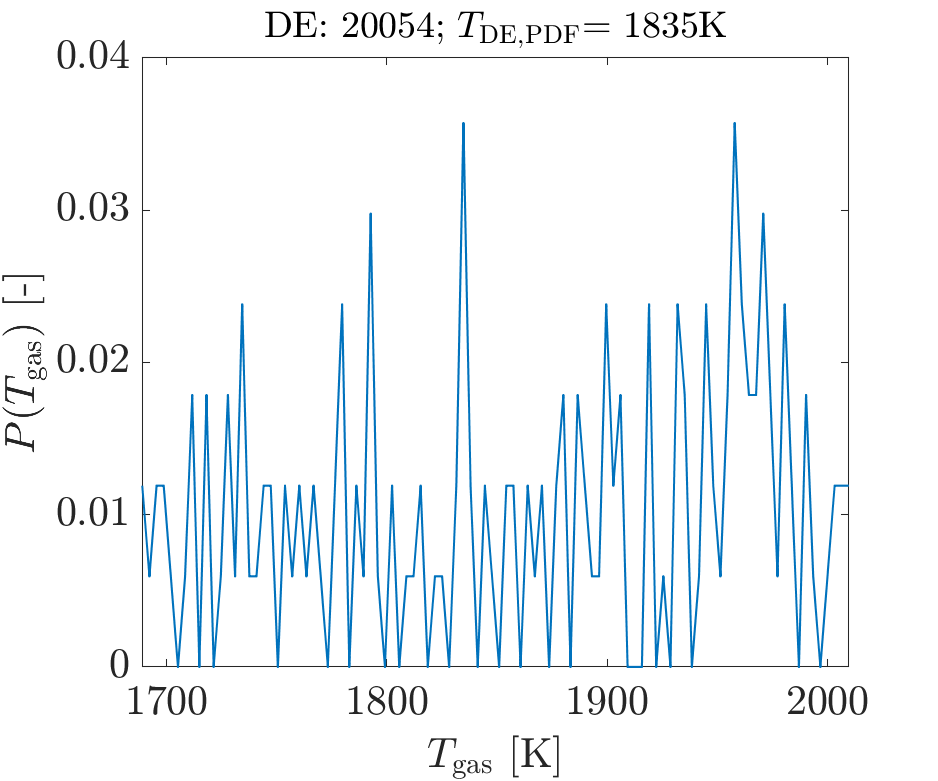 DE: 20054; T_DE,PDF= 1835K
0.04
0.03
0.02
0.01
0
P(T_gas) [-]
1700 1800 1900 2000
T_gas [K]